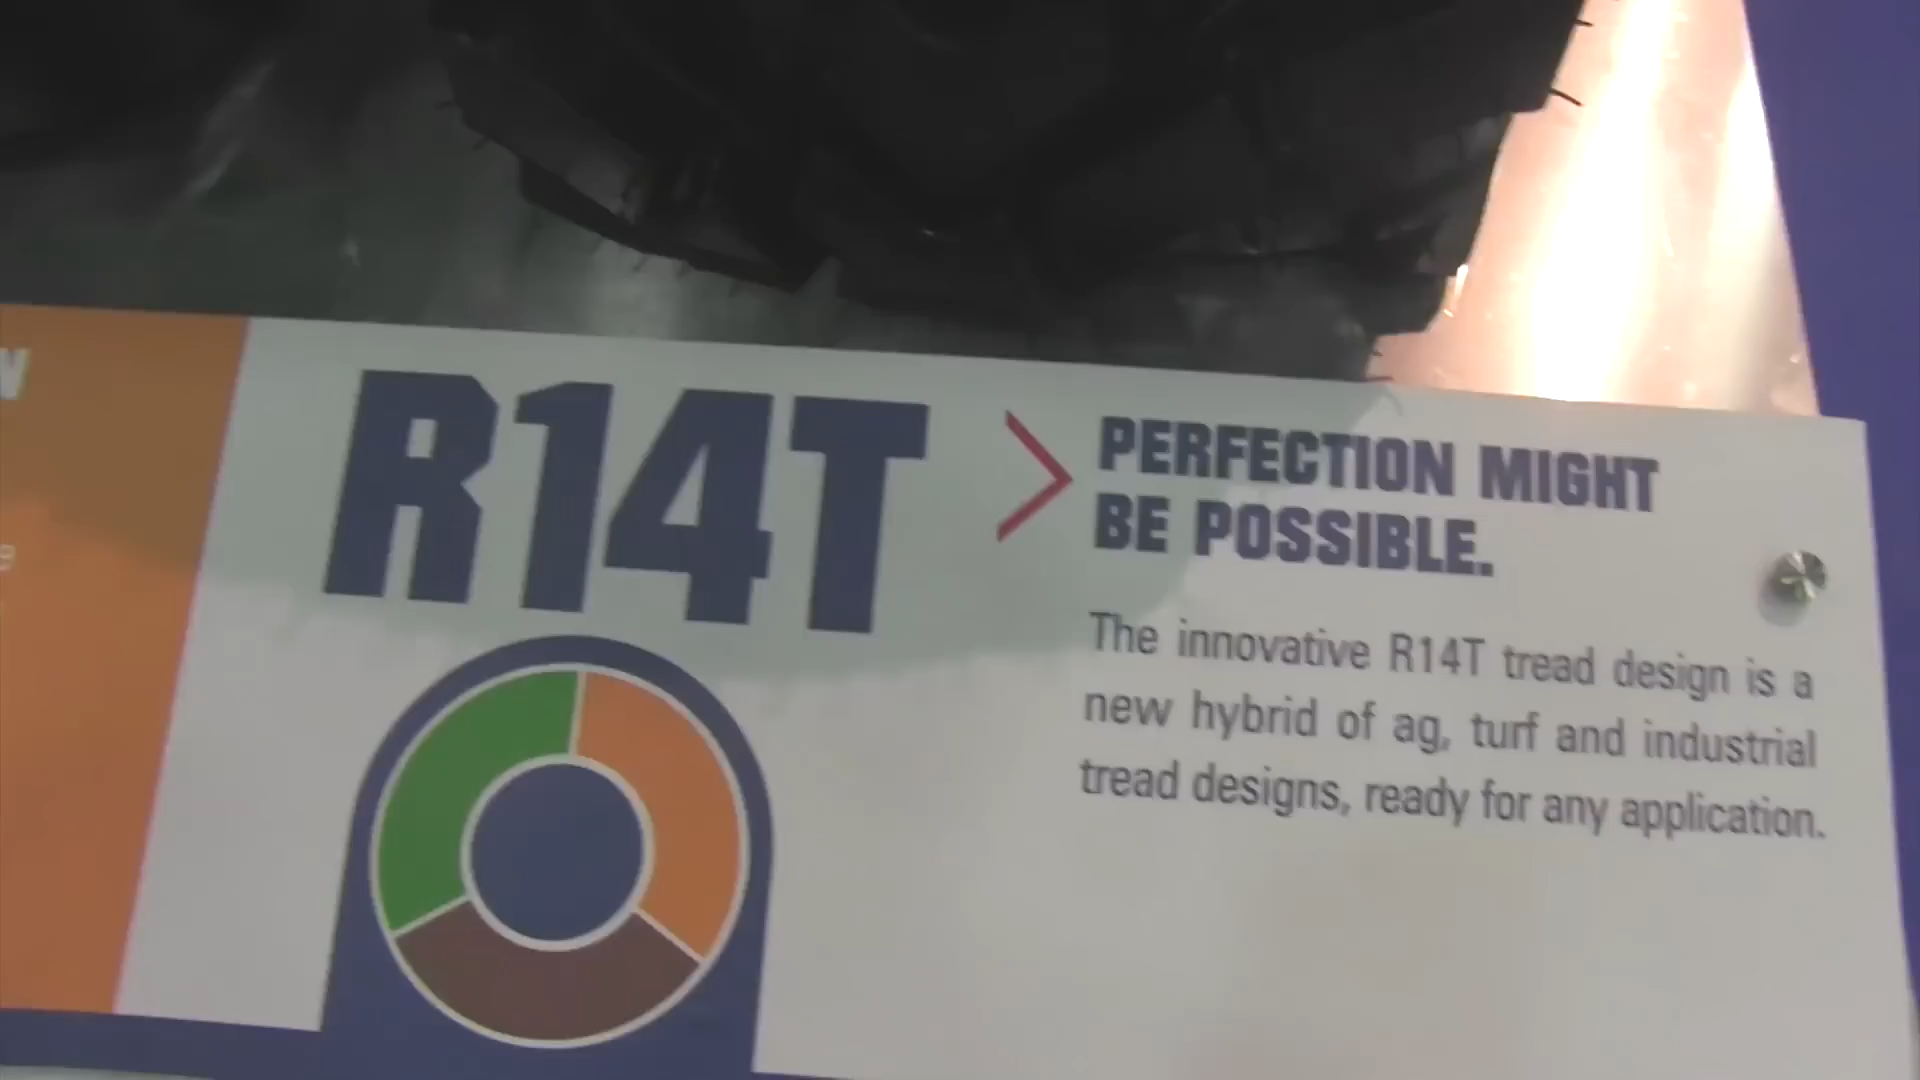 R14T
PERFECTION MIGHT
BE POSSIBLE.
The innovative R14T tread design is a
new hybrid of ag, turf and industrial
tread designs, ready for any application.